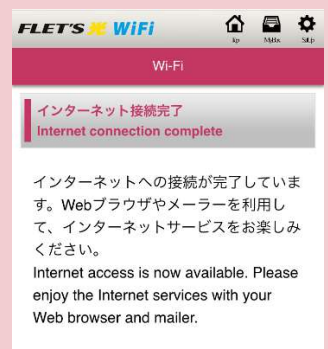 FLET'S 光 WiFi
Top
Setup
Wi-Fi
インターネット接続完了
Internet connection complete
インターネットへの接続が完了していま
す。Webブラウザやメーラーを利用し
て、インターネットサービスをお楽しみ
ください。
Internet access is now available. Please
enjoy the Internet services with your
Web browser and mailer.